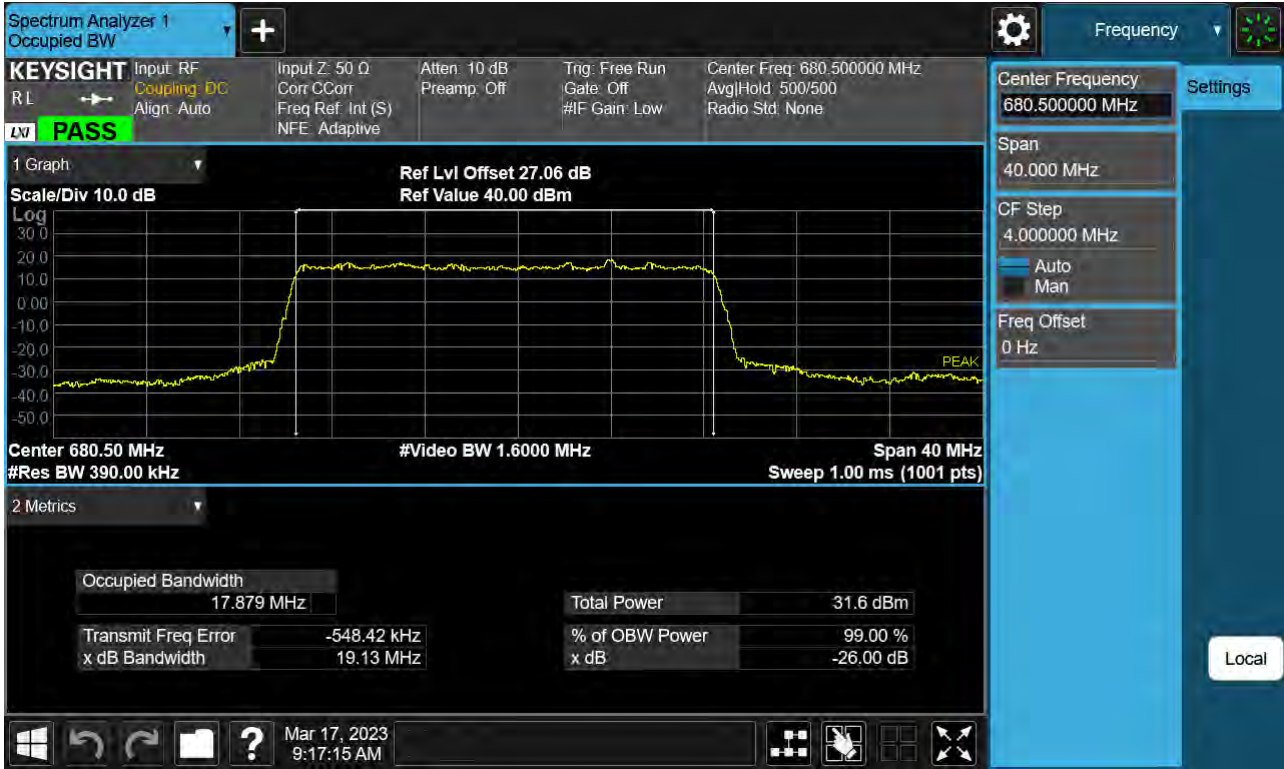 Spectrum Analyzer 1
Occupied BW
Frequency
KEYSIGHT
R L
LXI PASS
Input: RF
Coupling: DC
Align: Auto
Input Z: 50 Ω
Corr CCorr
Freq Ref: Int (S)
NFE: Adaptive
Atten: 10 dB
Preamp: Off
Trig: Free Run
Gate: Off
#IF Gain: Low
Center Freq: 680.500000 MHz
Avg|Hold: 500/500
Radio Std: None
Center Frequency
680.500000 MHz
Settings
Span
40.000 MHz
CF Step
4.000000 MHz
Auto
Man
Freq Offset
0 Hz
Local
1 Graph
Scale/Div 10.0 dB
Ref Lvl Offset 27.06 dB
Ref Value 40.00 dBm
Log
30.0
20.0
10.0
0.00
-10.0
-20.0
-30.0
-40.0
-50.0
PEAK
Center 680.50 MHz
#Video BW 1.6000 MHz
Span 40 MHz
#Res BW 390.00 kHz
Sweep 1.00 ms (1001 pts)
2 Metrics
Occupied Bandwidth
17.879 MHz
Total Power 31.6 dBm
Transmit Freq Error -548.42 kHz
% of OBW Power 99.00 %
x dB Bandwidth 19.13 MHz
x dB -26.00 dB
?
Mar 17, 2023
9:17:15 AM